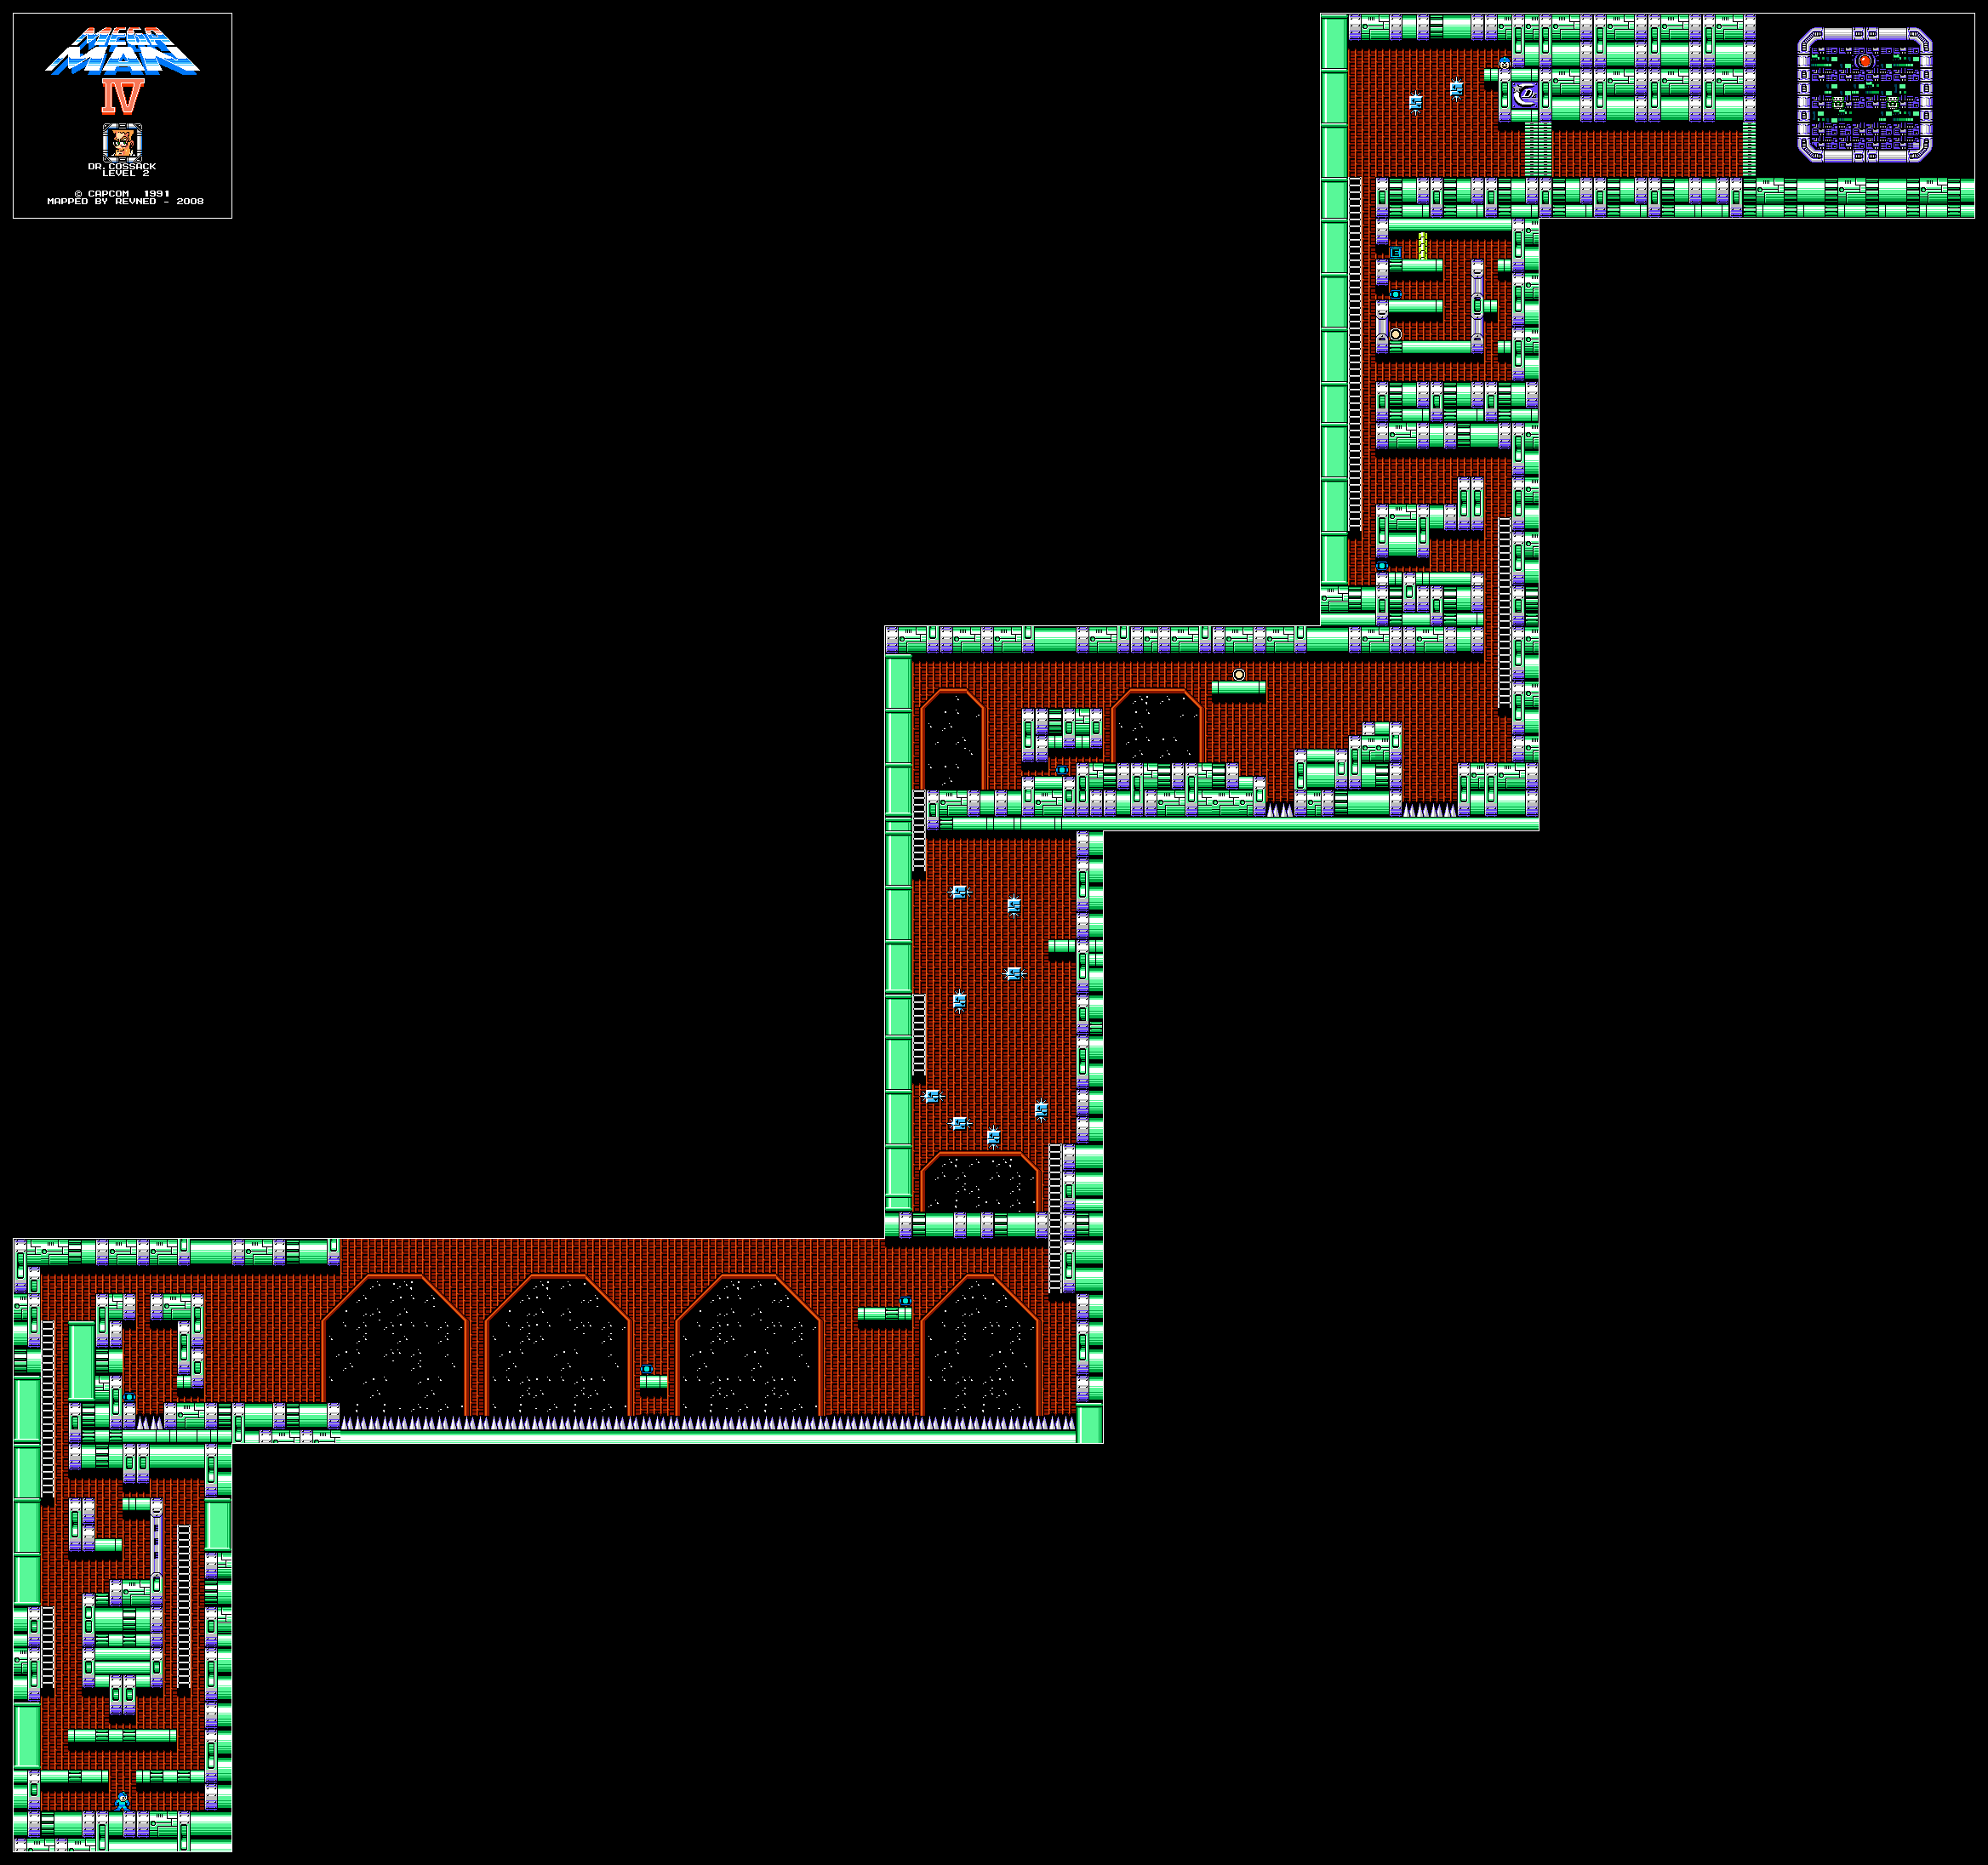 MEGA
MAN
IV
DR. COSSACK
LEVEL 2
© CAPCOM 1991
MAPPED BY REVNED - 2008
E
D